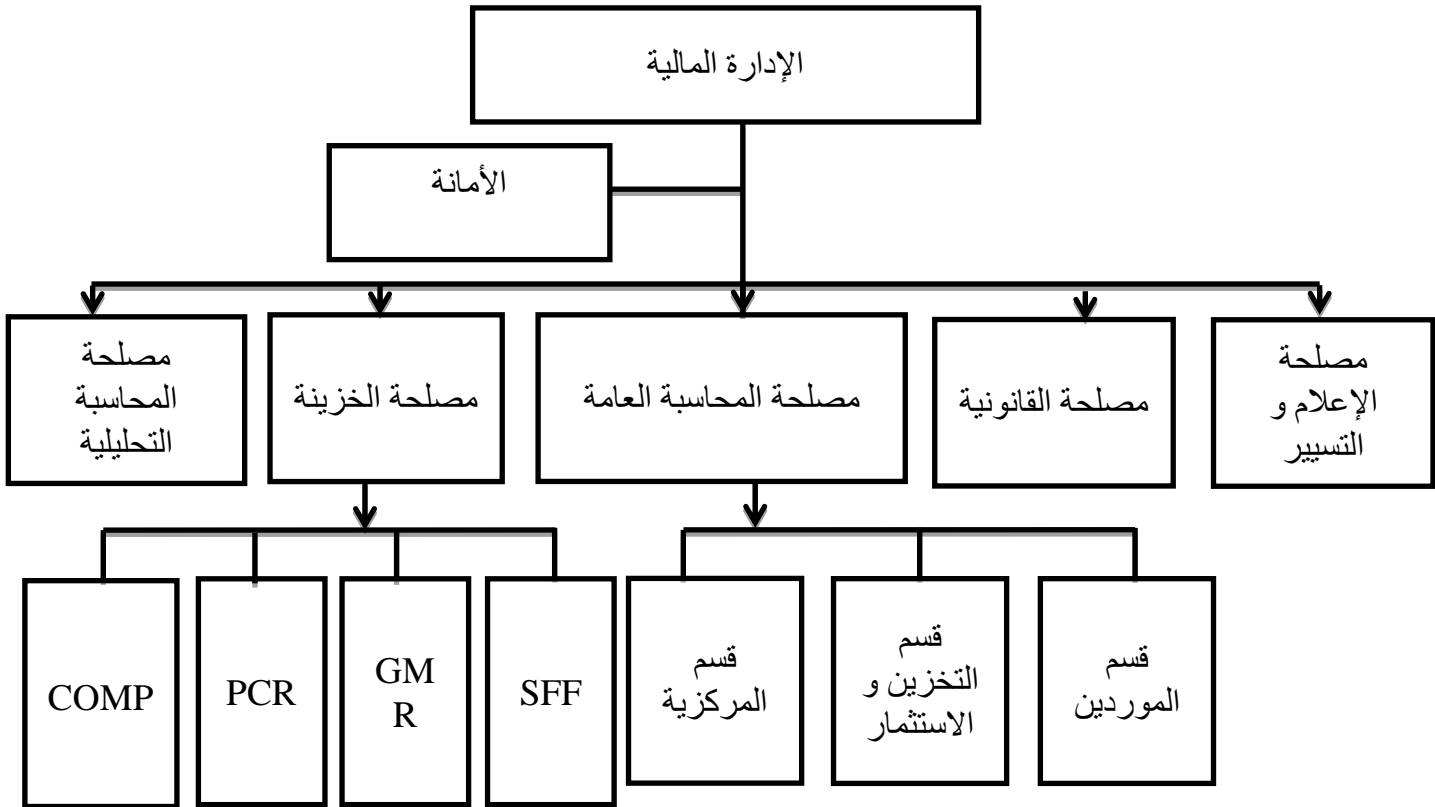 الإدارة المالية
الأمانة
مصلحة
الإعلام و
التسيير
مصلحة القانونية
مصلحة المحاسبة العامة
مصلحة الخزينة
مصلحة
المحاسبة
التحليلية
قسم
الموردين
قسم
التخزين و
الاستثمار
قسم
المركزية
SFF
GM
R
PCR
COMP